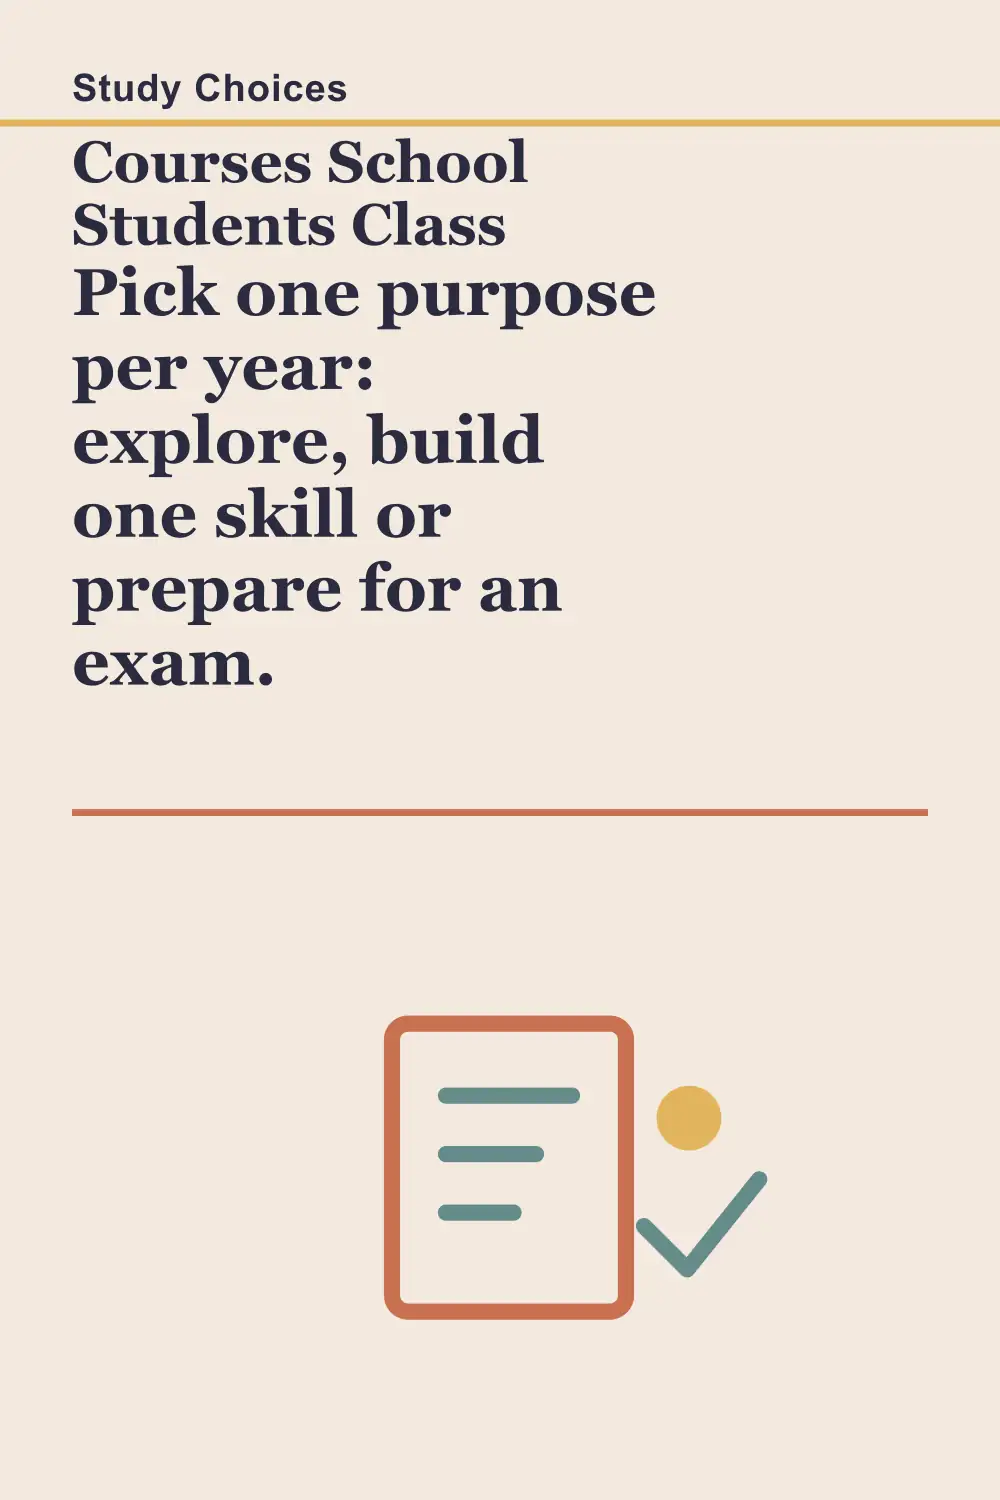 Study Choices
Courses School
Students Class
Pick one purpose
per year:
explore, build
one skill or
prepare for an
exam.